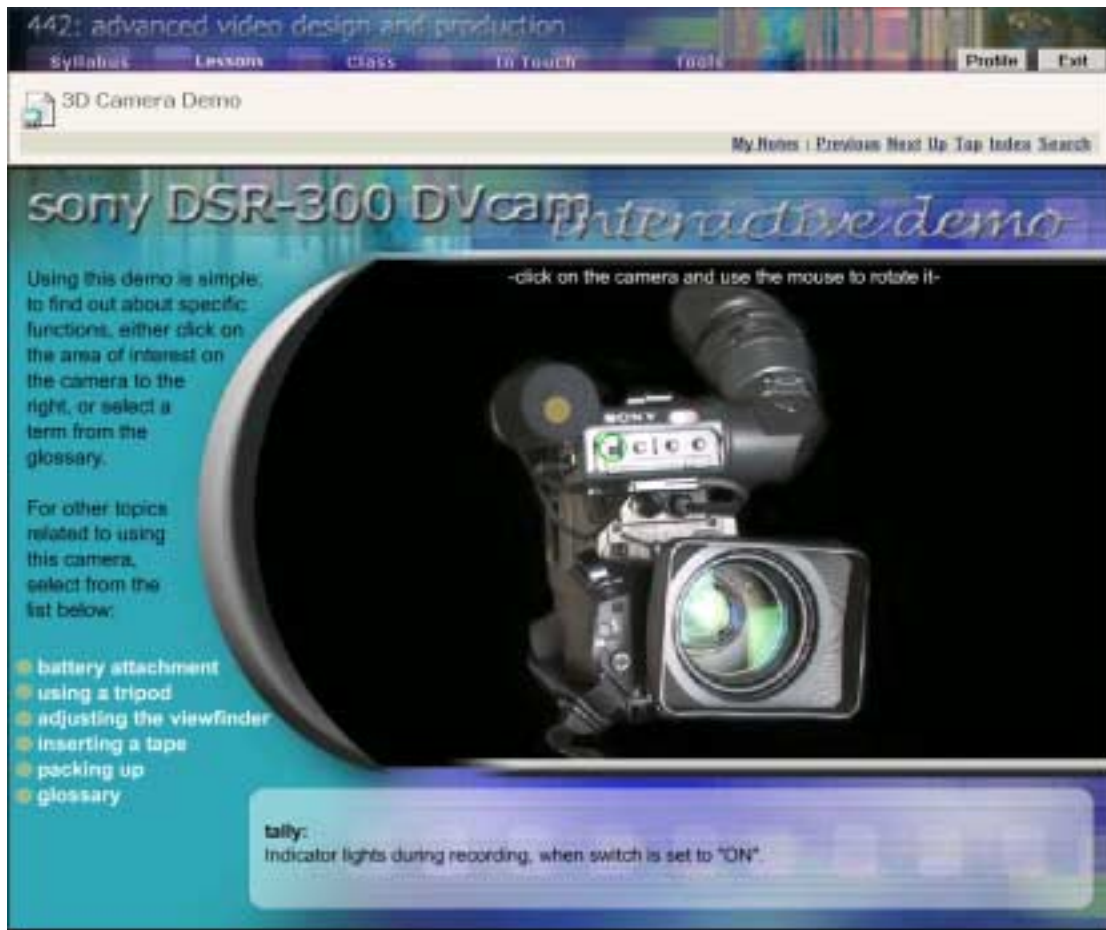 442: advanced video design and production
Syllabus Lessons Class In Touch Tools Profile Exit
3D Camera Demo
My Notes | Previous Next Up Top Index Search
sony DSR-300 DVcam interactive demo
-click on the camera and use the mouse to rotate it-
Using this demo is simple;
to find out about specific
functions, either click on
the area of interest on
the camera to the
right, or select a
term from the
glossary.
For other topics
related to using
this camera,
select from the
list below:
battery attachment
using a tripod
adjusting the viewfinder
inserting a tape
packing up
glossary
SONY
tally:
Indicator lights during recording, when switch is set to "ON".